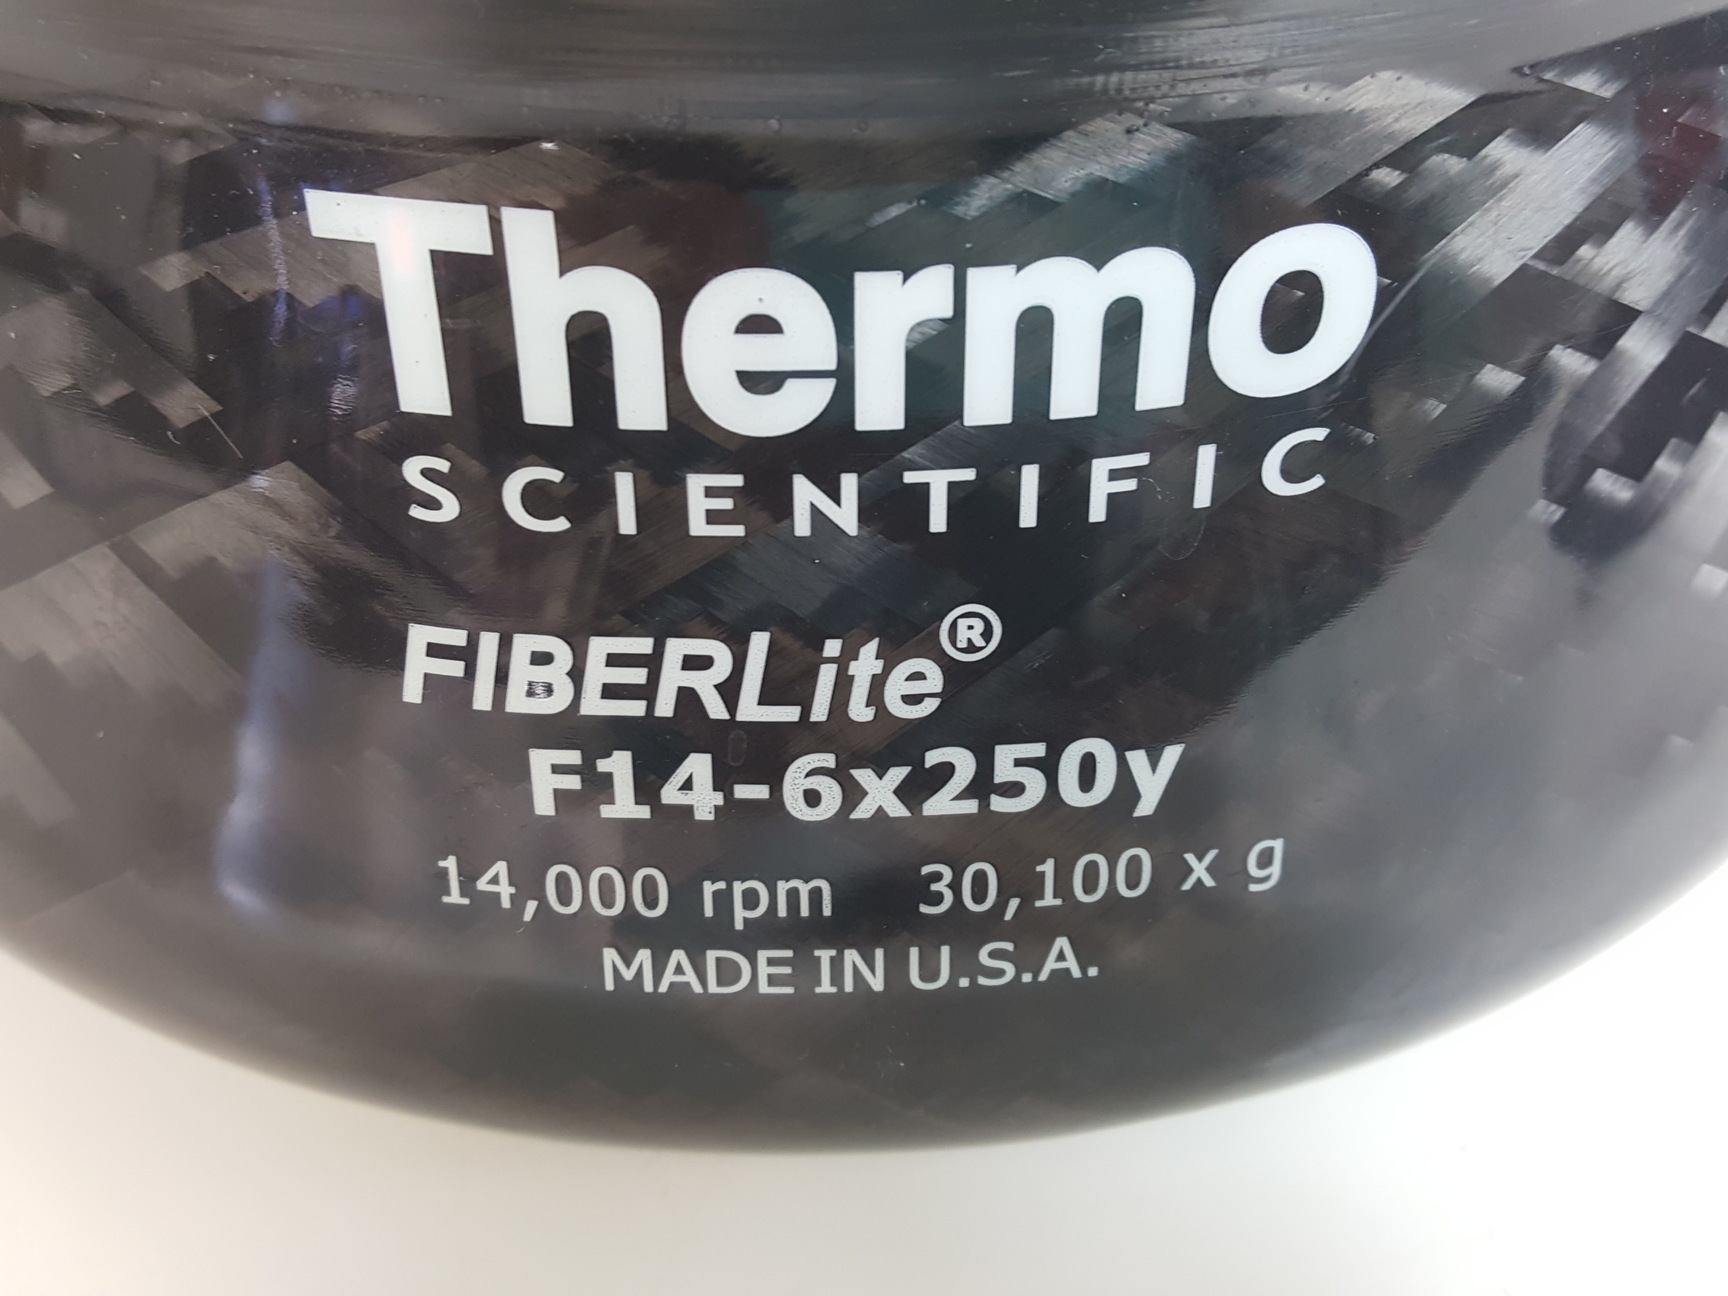 Thermo
SCIENTIFIC
FIBERLite®
F14-6x250y
14,000 rpm 30,100 x g
MADE IN U.S.A.